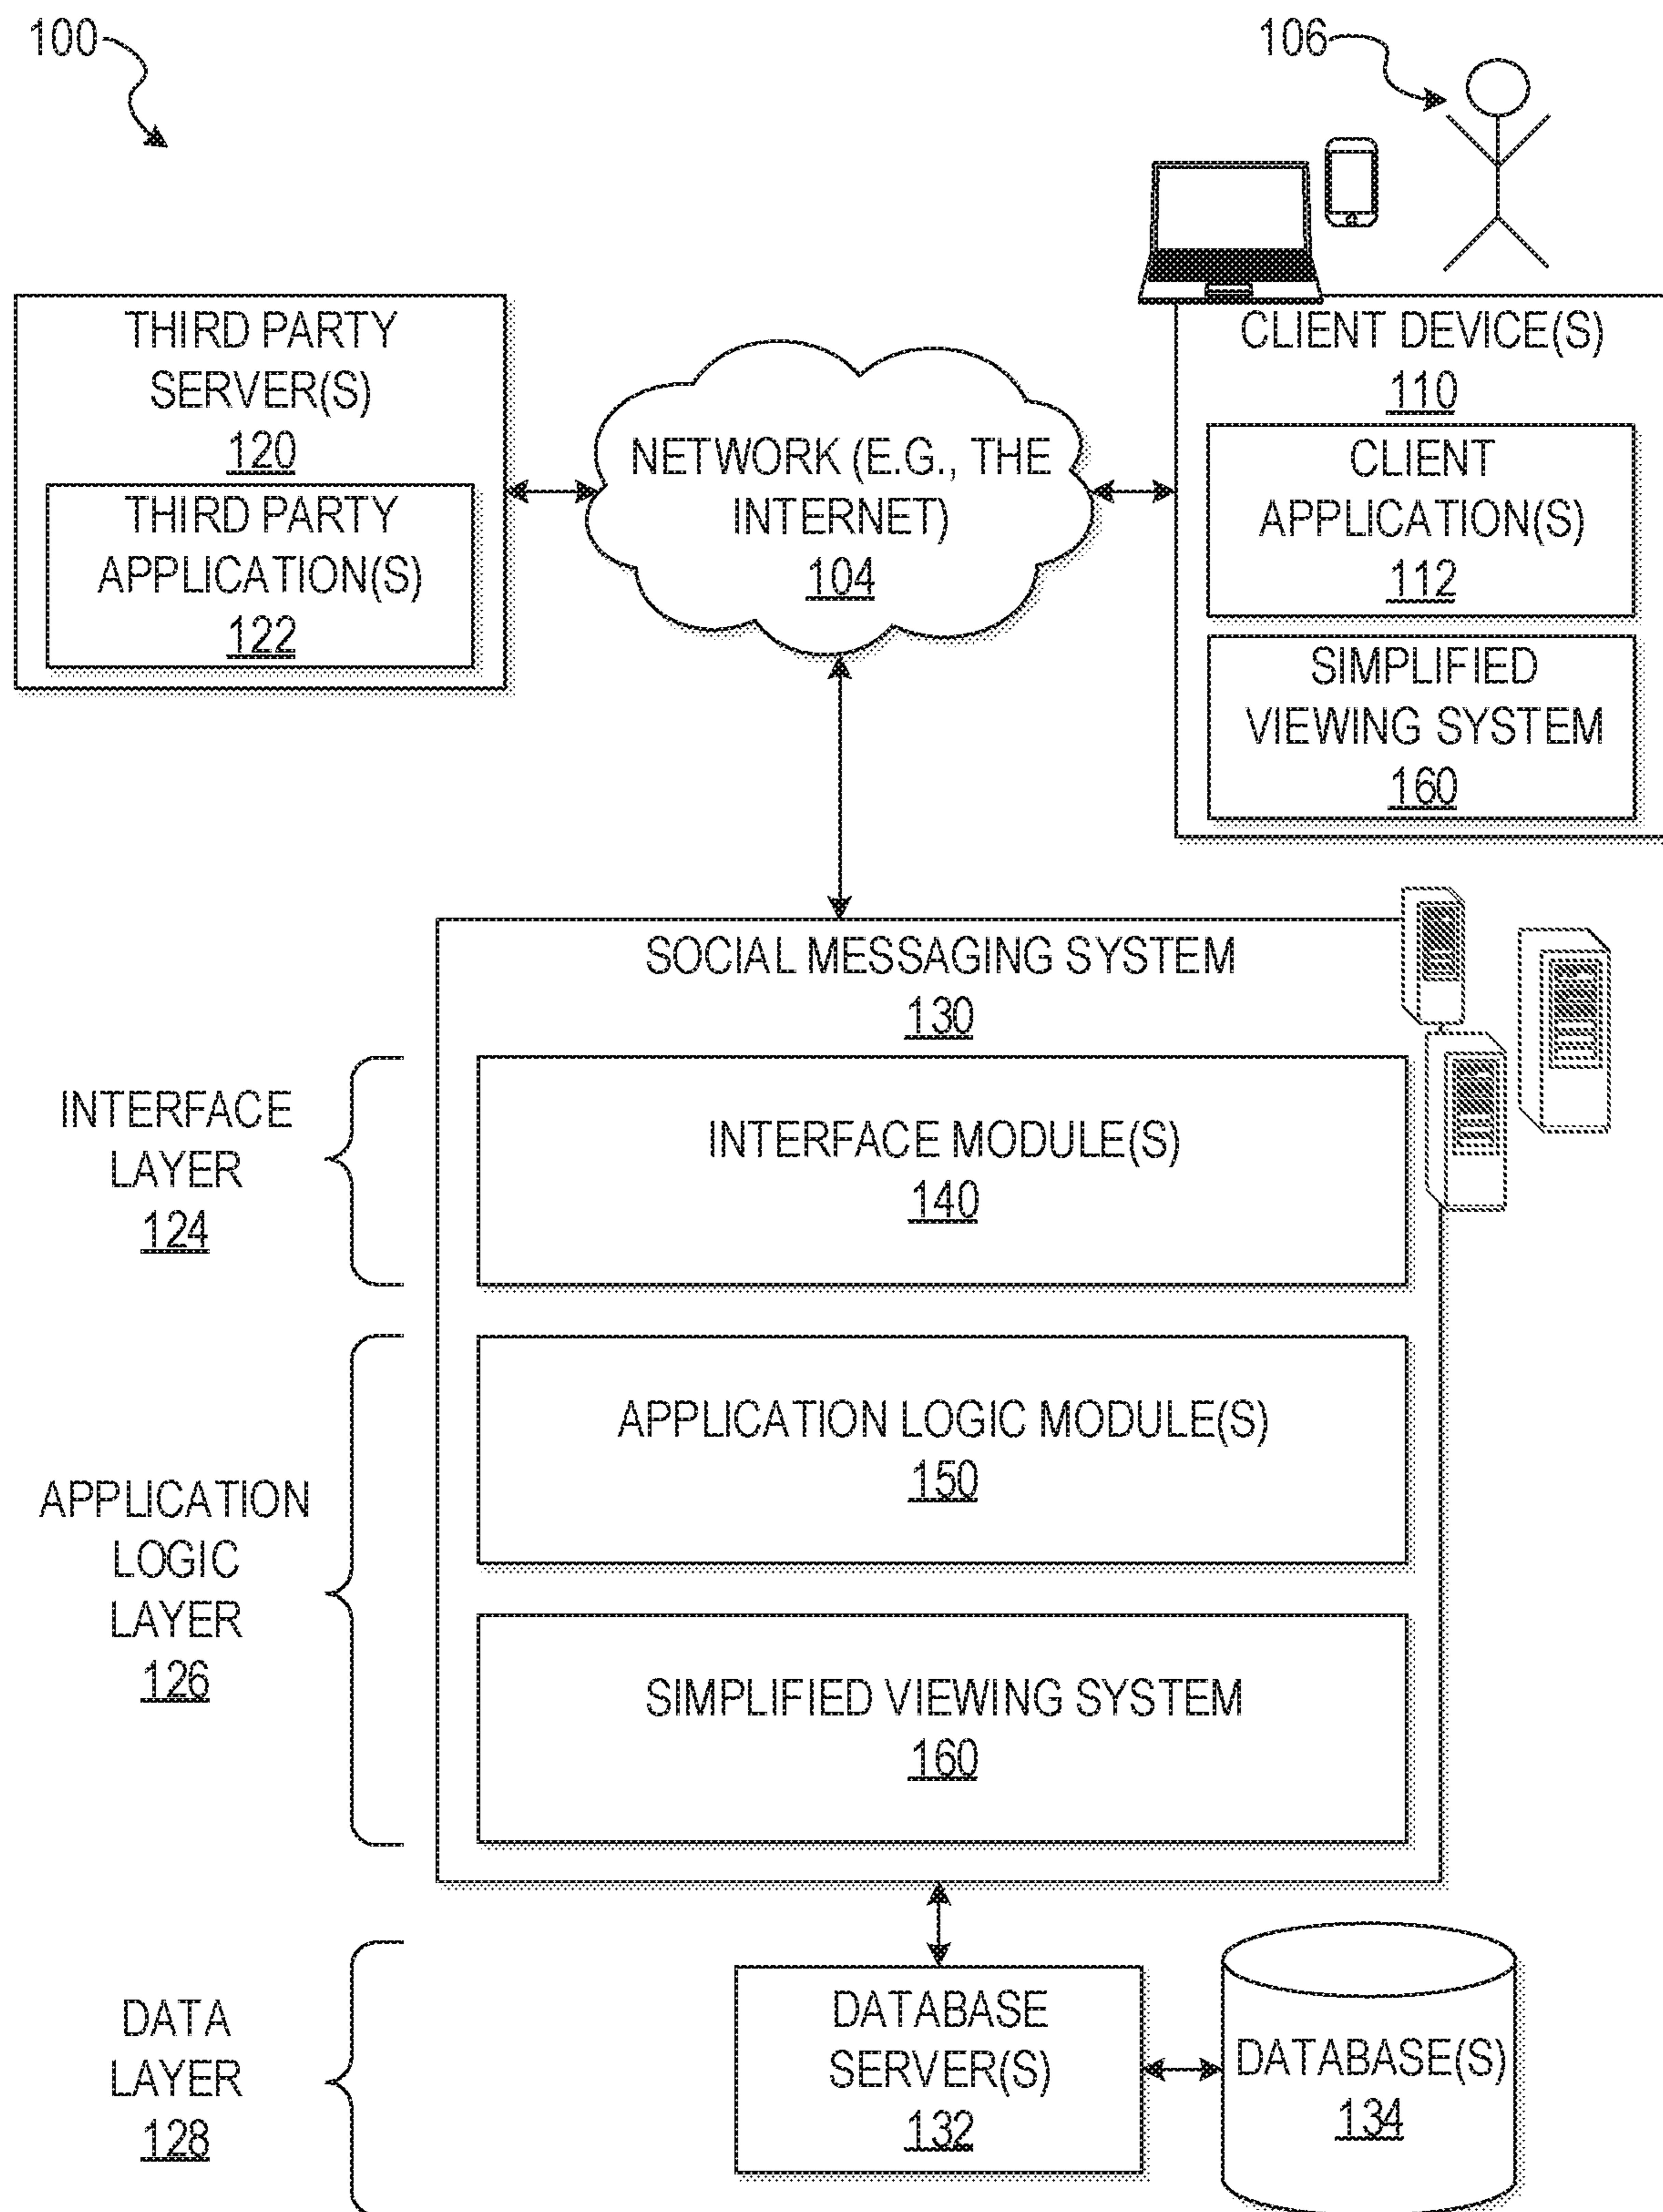 100
106
THIRD PARTY
SERVER(S)
120
THIRD PARTY
APPLICATION(S)
122
NETWORK (E.G., THE
INTERNET)
104
CLIENT DEVICE(S)
110
CLIENT
APPLICATION(S)
112
SIMPLIFIED
VIEWING SYSTEM
160
SOCIAL MESSAGING SYSTEM
130
INTERFACE
LAYER
124
INTERFACE MODULE(S)
140
APPLICATION
LOGIC
LAYER
126
APPLICATION LOGIC MODULE(S)
150
SIMPLIFIED VIEWING SYSTEM
160
DATA
LAYER
128
DATABASE
SERVER(S)
132
DATABASE(S)
134